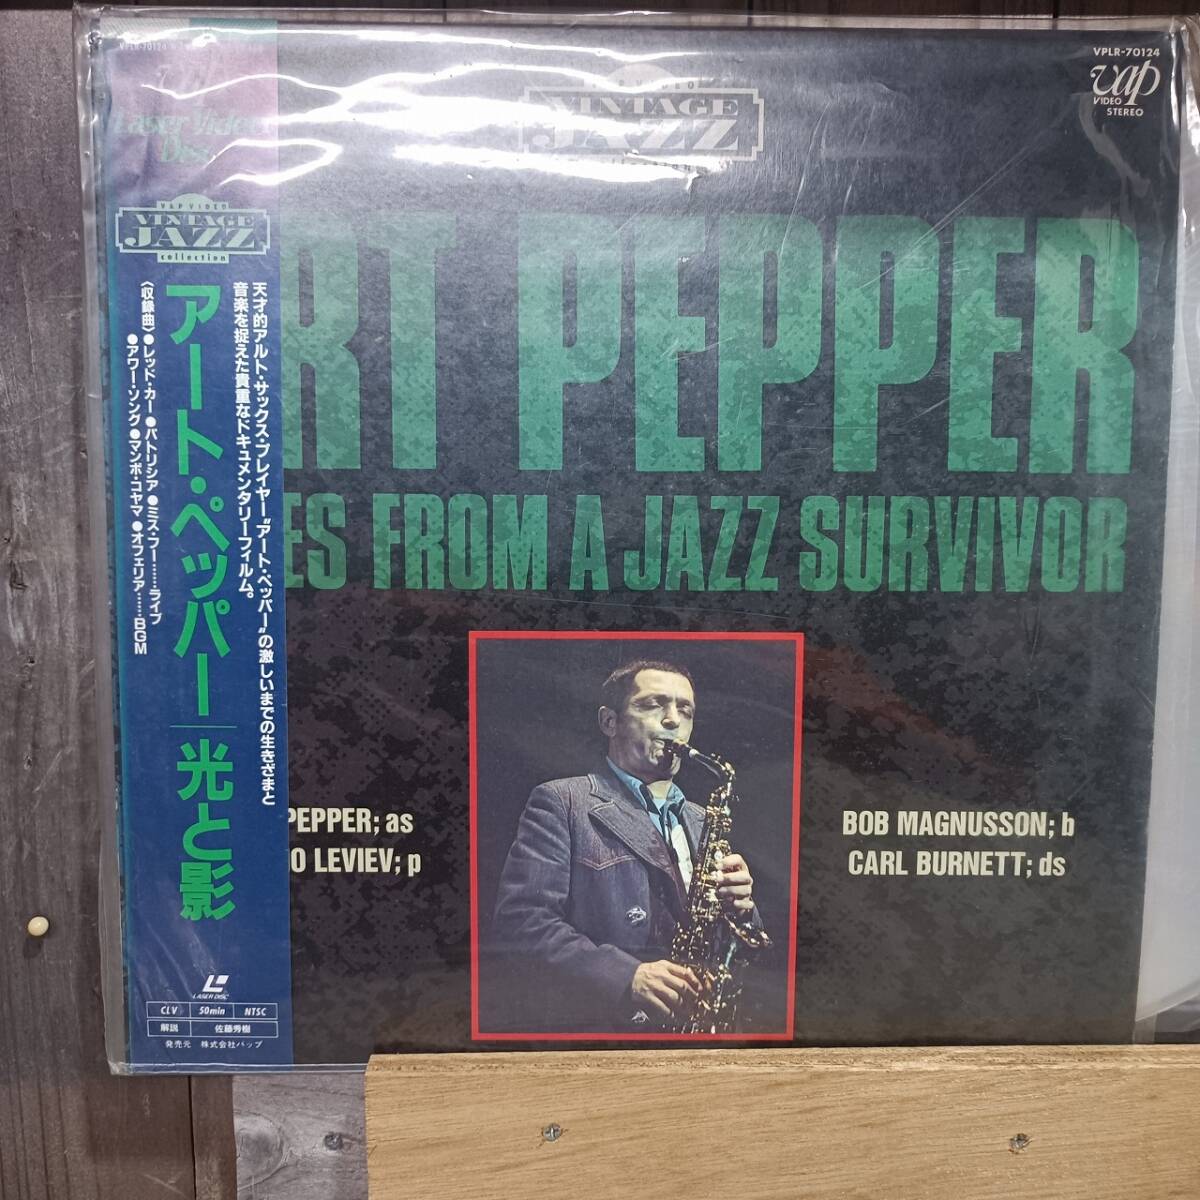 VPLR-70124
Laser Video
Disc
VAP VIDEO
VINTAGE
JAZZ
collection
天才的アルト・サックス・プレイヤー“アート・ペッパー”の激しいまでの生きざまと
音楽を捉えた貴重なドキュメンタリーフィルム。
アート・ペッパー|光と影
〈収録曲〉●レッド・カー●パトリシア●ミス・フー……ライブ
●アワー・ソング●マンボ・コヤマ●オフェリア……BGM
LASER DISC
CLV 50min NTSC
解説 佐藤秀樹
発売元 株式会社バップ
VIDEO
VINTAGE
JAZZ
VPLR-70124
vap
VIDEO
STEREO
RT PEPPER
ES FROM A JAZZ SURVIVOR
PEPPER; as
O LEVIEV; p
BOB MAGNUSSON; b
CARL BURNETT; ds